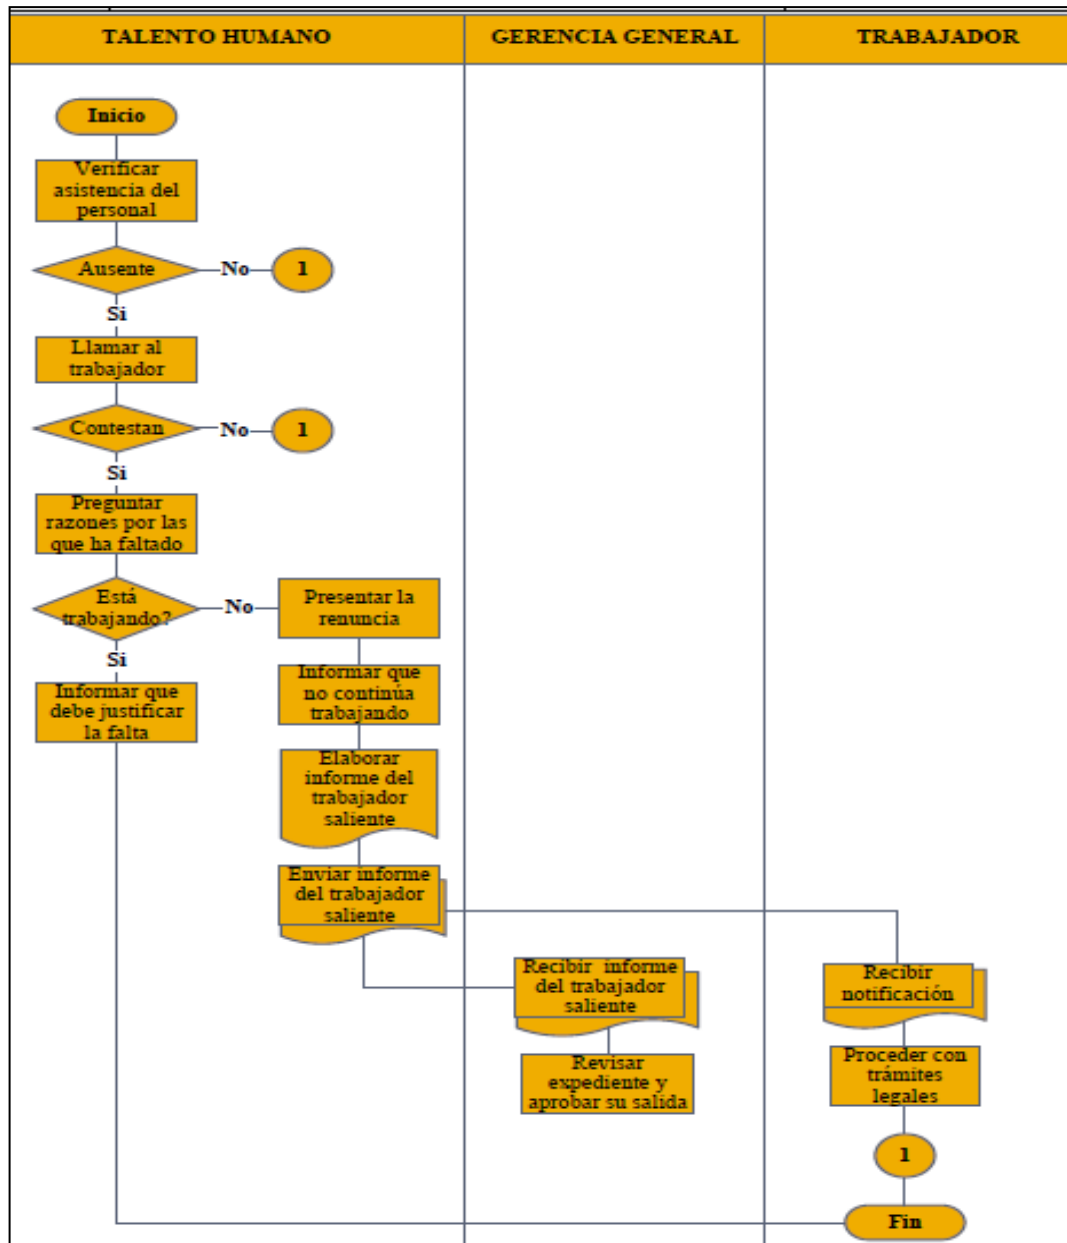 TALENTO HUMANO
GERENCIA GENERAL
TRABAJADOR
Inicio
Verificar
asistencia del
personal
Ausente
No
1
Si
Llamar al
trabajador
Contestan
No
1
Si
Preguntar
razones por las
que ha faltado
Está
trabajando?
No
Presentar la
renuncia
Si
Informar que
debe justificar
la falta
Informar que
no continúa
trabajando
Elaborar
informe del
trabajador
saliente
Enviar informe
del trabajador
saliente
Recibir informe
del trabajador
saliente
Revisar
expediente y
aprobar su salida
Recibir
notificación
Proceder con
trámites
legales
1
Fin